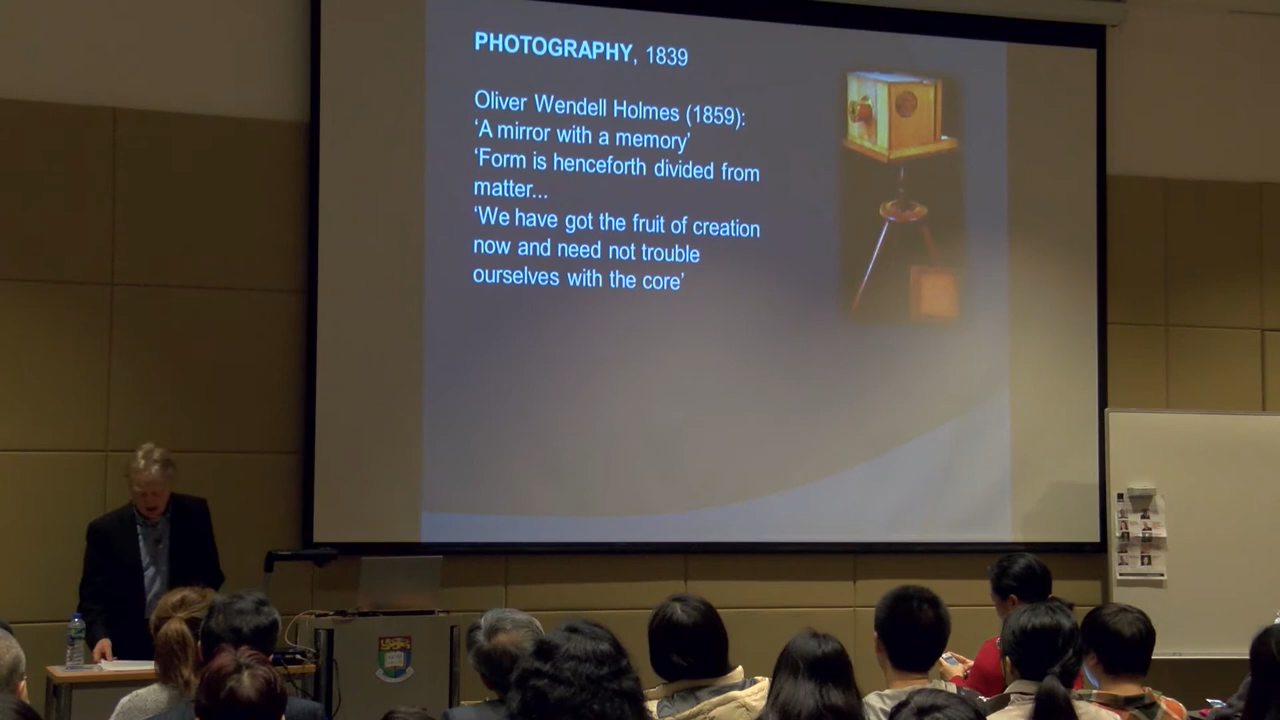 PHOTOGRAPHY, 1839
Oliver Wendell Holmes (1859):
‘A mirror with a memory’
‘Form is henceforth divided from
matter...
‘We have got the fruit of creation
now and need not trouble
ourselves with the core’